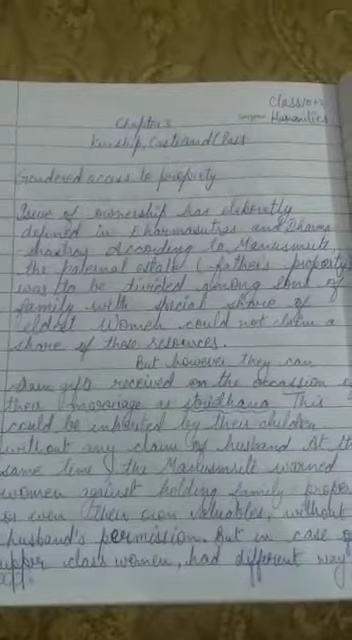 Class 10+2
Humanities
Chapter 3
Kinship, Caste and Class
Gendered access to property
Issue of ownership has
defined in Dharmasutras and Dharma
shastras According to Manusmriti
the paternal estate (father's property)
was to be divided among sons of
family with special share of
eldest Women could not claim a
share of these resources.
But however they can
claim gifts received on the occassion of
their marriage as stridhana This
could be inherited by their children
without any claim of husband At the
same time the Manusmriti warned
women against holding family proper
or even their own valuables, without
husband's permission. But in case of
upper class women, had different way